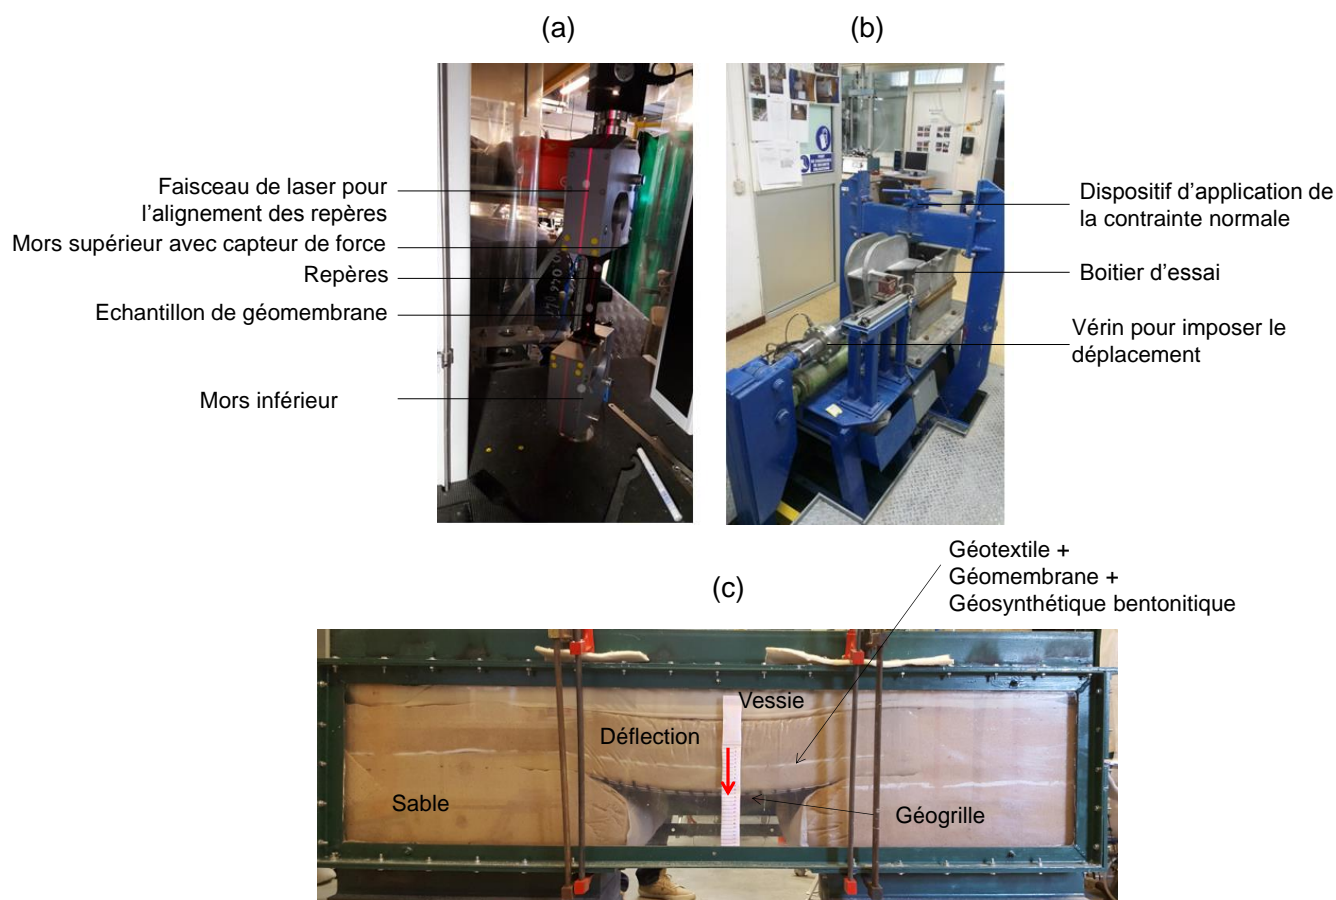 (a)
(b)
Faisceau de laser pour
l'alignement des repères
Mors supérieur avec capteur de force
Repères
Echantillon de géomembrane
Mors inférieur
Dispositif d'application de
la contrainte normale
Boitier d'essai
Vérin pour imposer le
déplacement
Géotextile +
Géomembrane +
Géosynthétique bentonitique
(c)
Vessie
Déflection
Sable
Géogrille